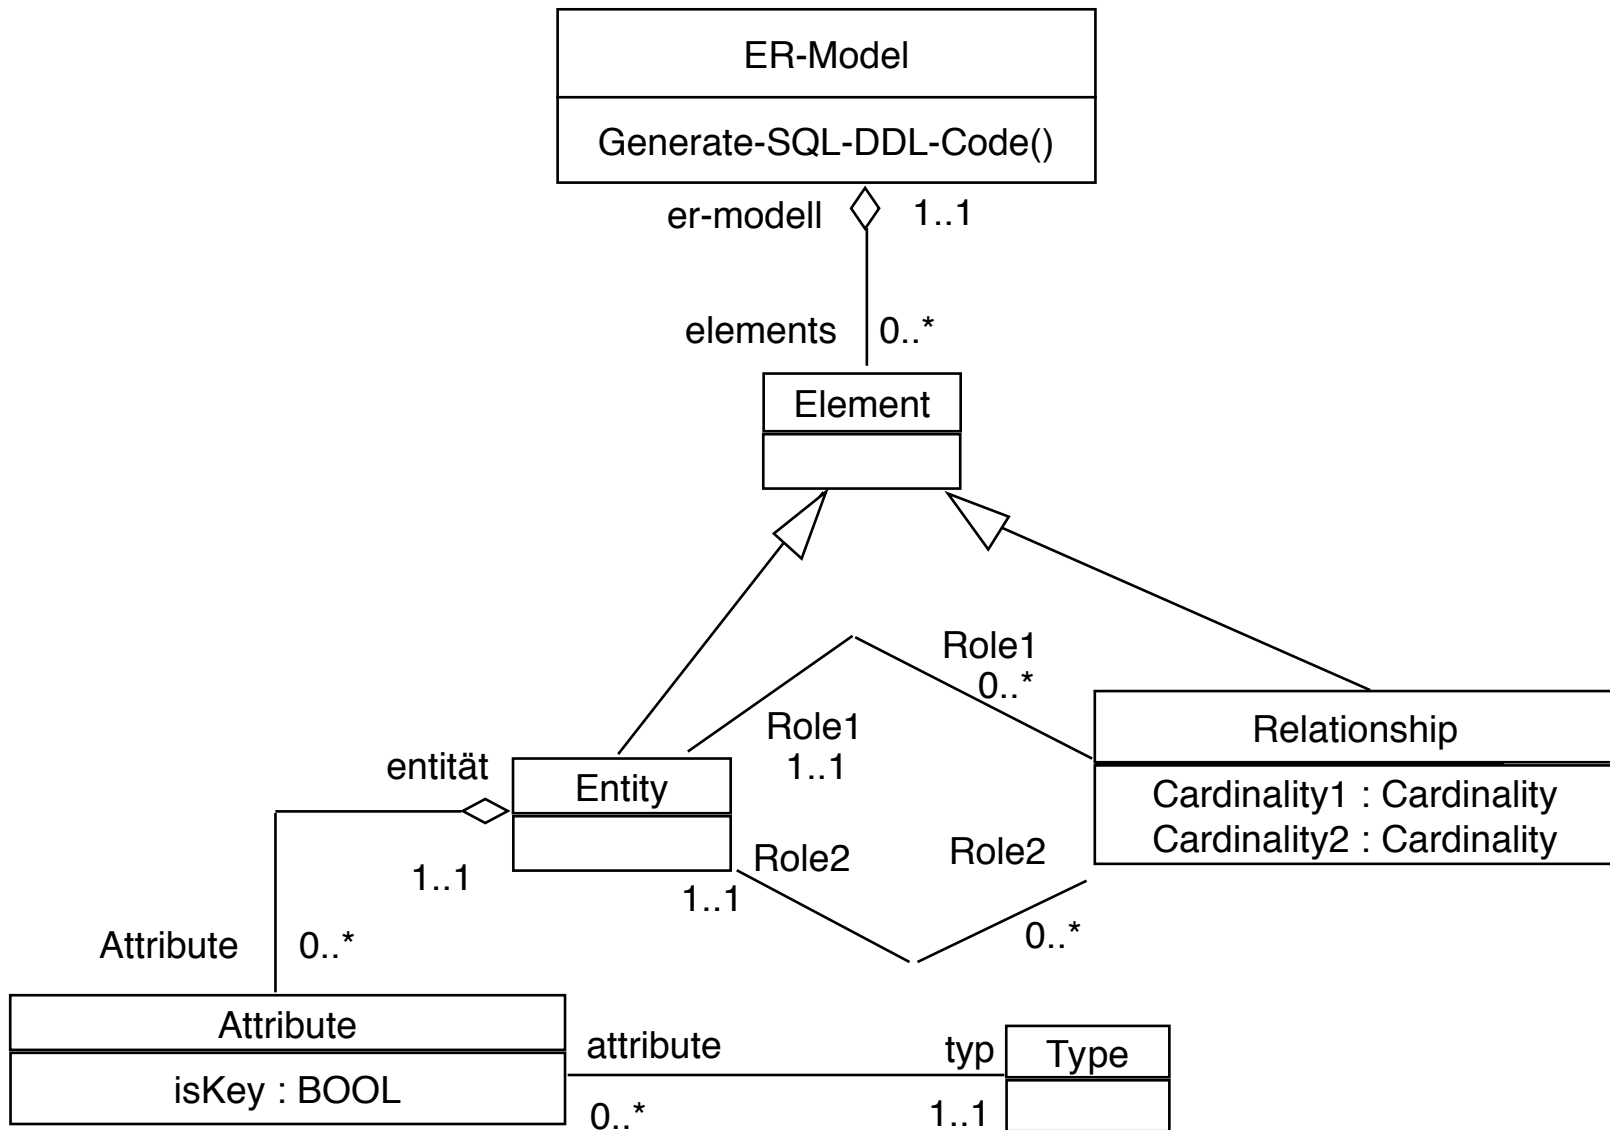 ER-Model
Generate-SQL-DDL-Code()
er-modell
1..1
elements
0..*
Element
Role1
0..*
Role1
1..1
Relationship
Cardinality1 : Cardinality
Cardinality2 : Cardinality
entität
Entity
1..1
Role2
1..1
Role2
0..*
Attribute
0..*
Attribute
isKey : BOOL
attribute
0..*
typ
1..1
Type